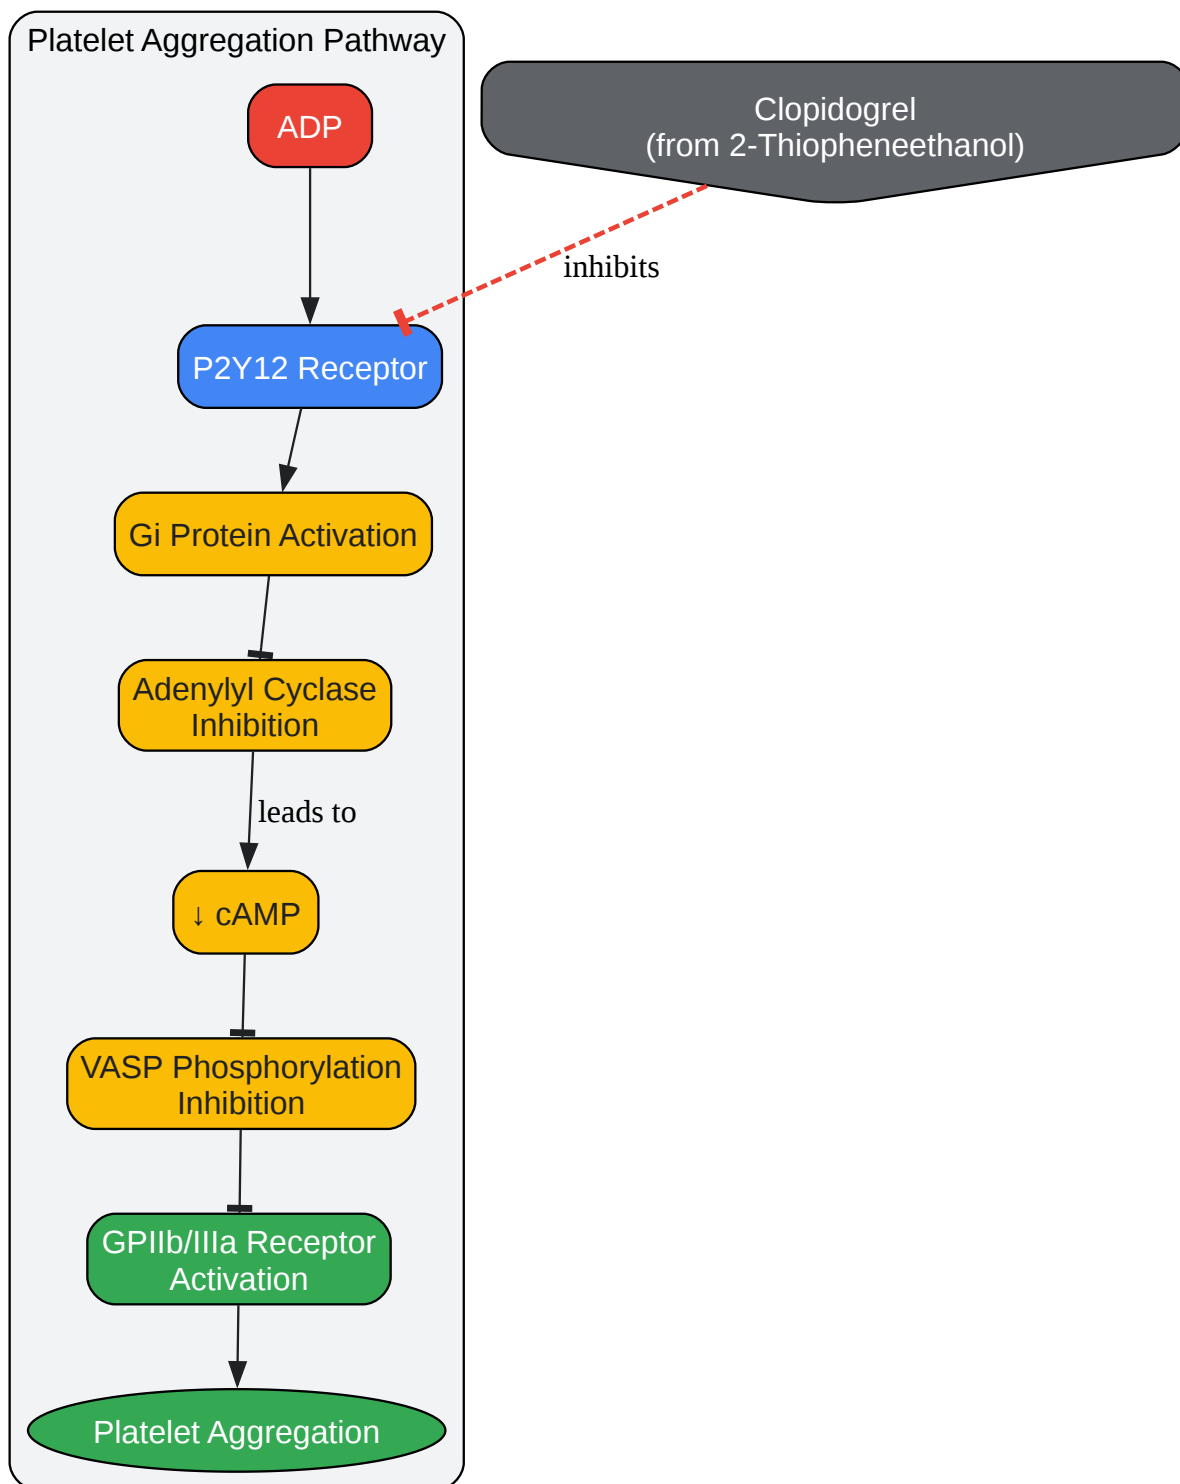 Platelet Aggregation Pathway
ADP
Clopidogrel
(from 2-Thiopheneethanol)
inhibits
P2Y12 Receptor
Gi Protein Activation
Adenylyl Cyclase
Inhibition
leads to
↓ cAMP
VASP Phosphorylation
Inhibition
GPIIb/IIIa Receptor
Activation
Platelet Aggregation